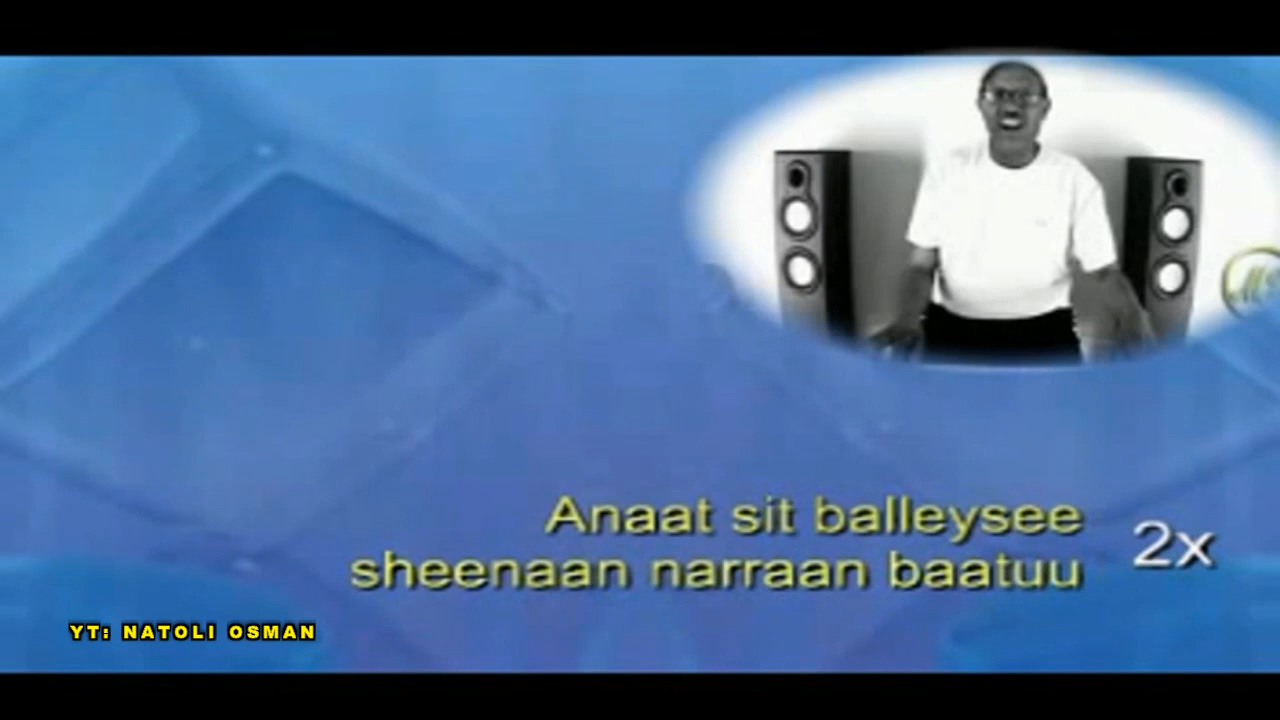 Anaat sit balleysee
sheenaan narraan baatuu
2x
YT: NATOLI OSMAN